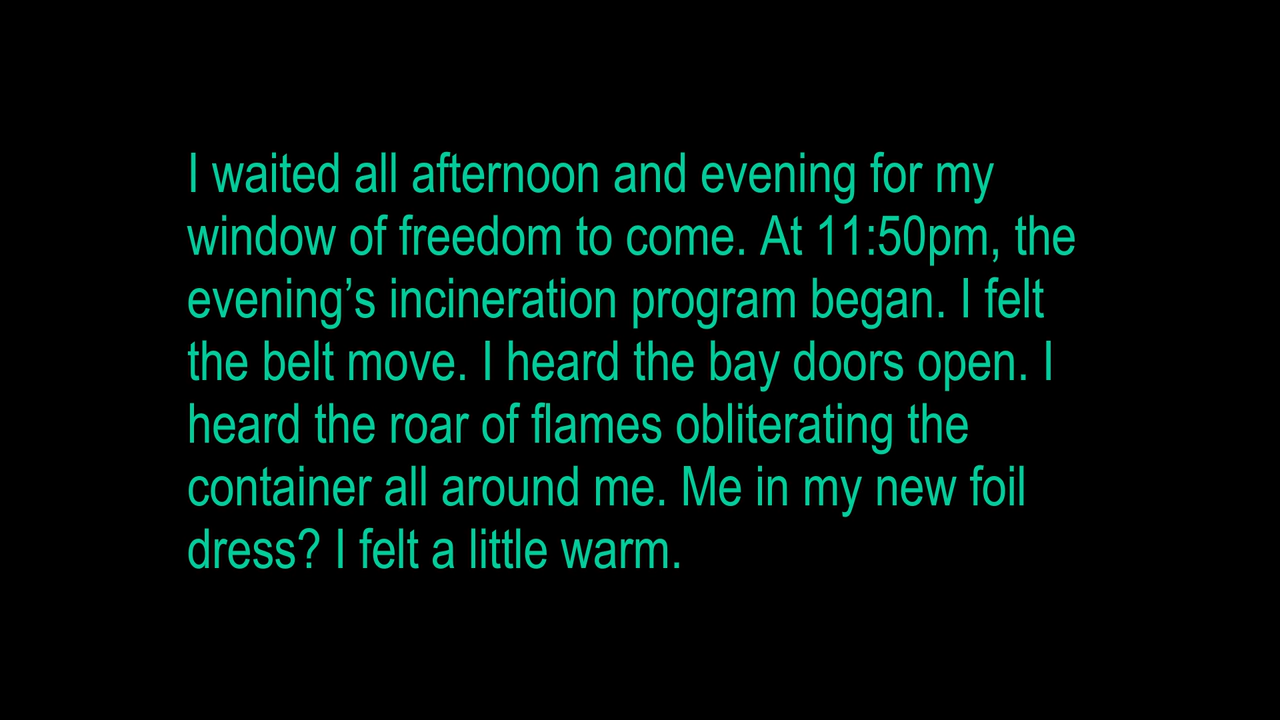 I waited all afternoon and evening for my
window of freedom to come. At 11:50pm, the
evening’s incineration program began. I felt
the belt move. I heard the bay doors open. I
heard the roar of flames obliterating the
container all around me. Me in my new foil
dress? I felt a little warm.